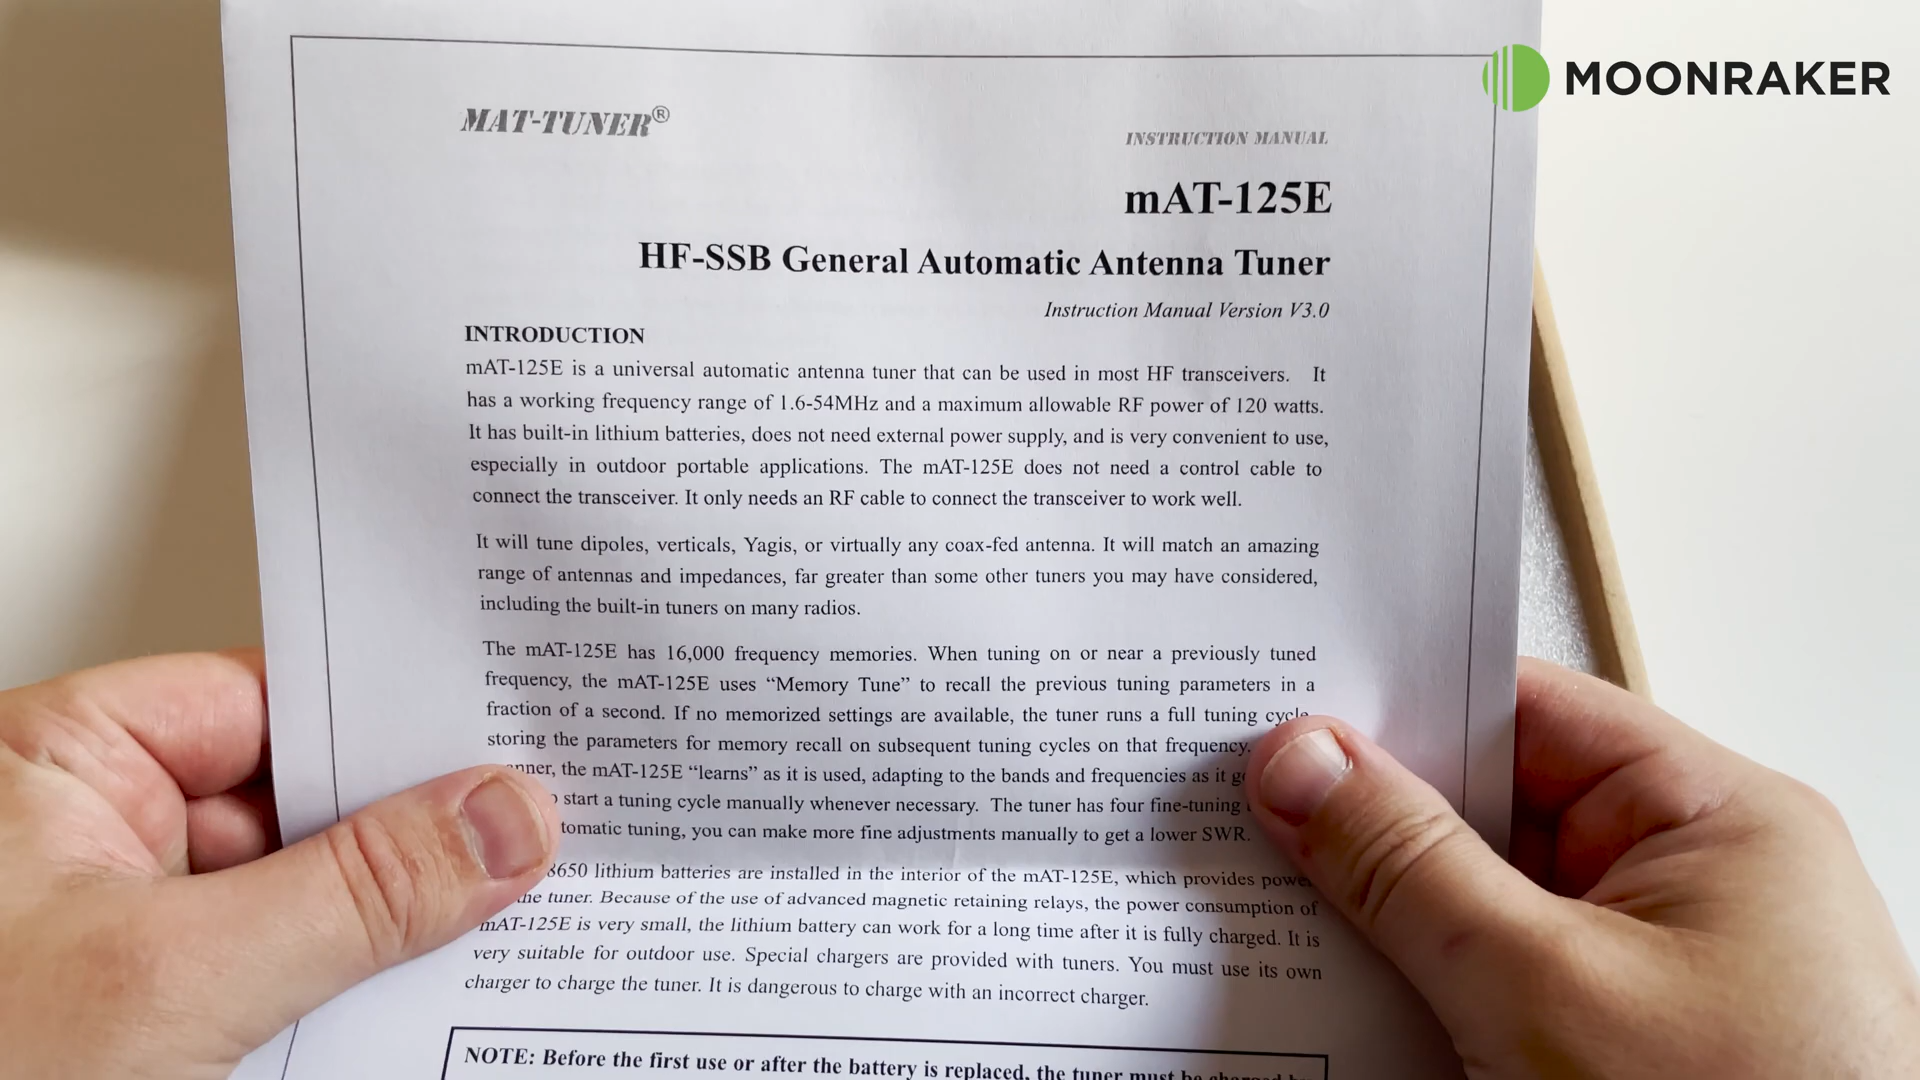 MOONRAKER
MAT-TUNER®
INSTRUCTION MANUAL
mAT-125E
HF-SSB General Automatic Antenna Tuner
Instruction Manual Version V3.0
INTRODUCTION
mAT-125E is a universal automatic antenna tuner that can be used in most HF transceivers. It
has a working frequency range of 1.6-54MHz and a maximum allowable RF power of 120 watts.
It has built-in lithium batteries, does not need external power supply, and is very convenient to use,
especially in outdoor portable applications. The mAT-125E does not need a control cable to
connect the transceiver. It only needs an RF cable to connect the transceiver to work well.
It will tune dipoles, verticals, Yagis, or virtually any coax-fed antenna. It will match an amazing
range of antennas and impedances, far greater than some other tuners you may have considered,
including the built-in tuners on many radios.
The mAT-125E has 16,000 frequency memories. When tuning on or near a previously tuned
frequency, the mAT-125E uses “Memory Tune” to recall the previous tuning parameters in a
fraction of a second. If no memorized settings are available, the tuner runs a full tuning cycle
storing the parameters for memory recall on subsequent tuning cycles on that frequency.
the mAT-125E “learns” as it is used, adapting to the bands and frequencies as it
start a tuning cycle manually whenever necessary. The tuner has four fine-tuning
tuning, you can make more fine adjustments manually to get a lower SWR.
lithium batteries are installed in the interior of the mAT-125E, which provides power
the tuner. Because of the use of advanced magnetic retaining relays, the power consumption of
mAT-125E is very small, the lithium battery can work for a long time after it is fully charged. It is
very suitable for outdoor use. Special chargers are provided with tuners. You must use its own
charger to charge the tuner. It is dangerous to charge with an incorrect charger.
NOTE: Before the first use or after the battery is replaced, the tuner must be charged